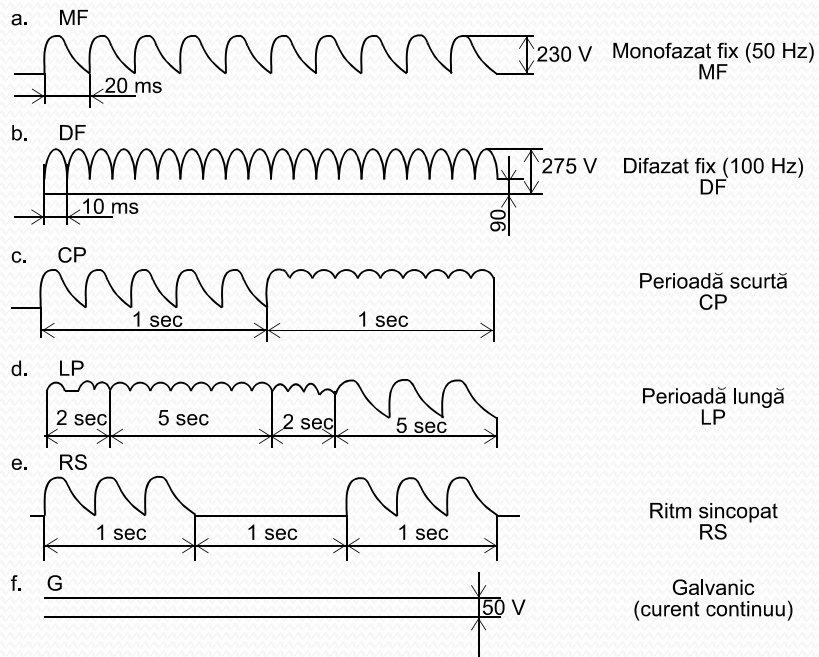 a. MF
230 V
Monofazat fix (50 Hz)
MF
20 ms
b. DF
275 V
Difazat fix (100 Hz)
DF
10 ms
90
c. CP
Perioadă scurtă
CP
1 sec 1 sec
d. LP
Perioadă lungă
LP
2 sec 5 sec 2 sec 5 sec
e. RS
Ritm sincopat
RS
1 sec 1 sec 1 sec
f. G
50 V
Galvanic
(curent continuu)